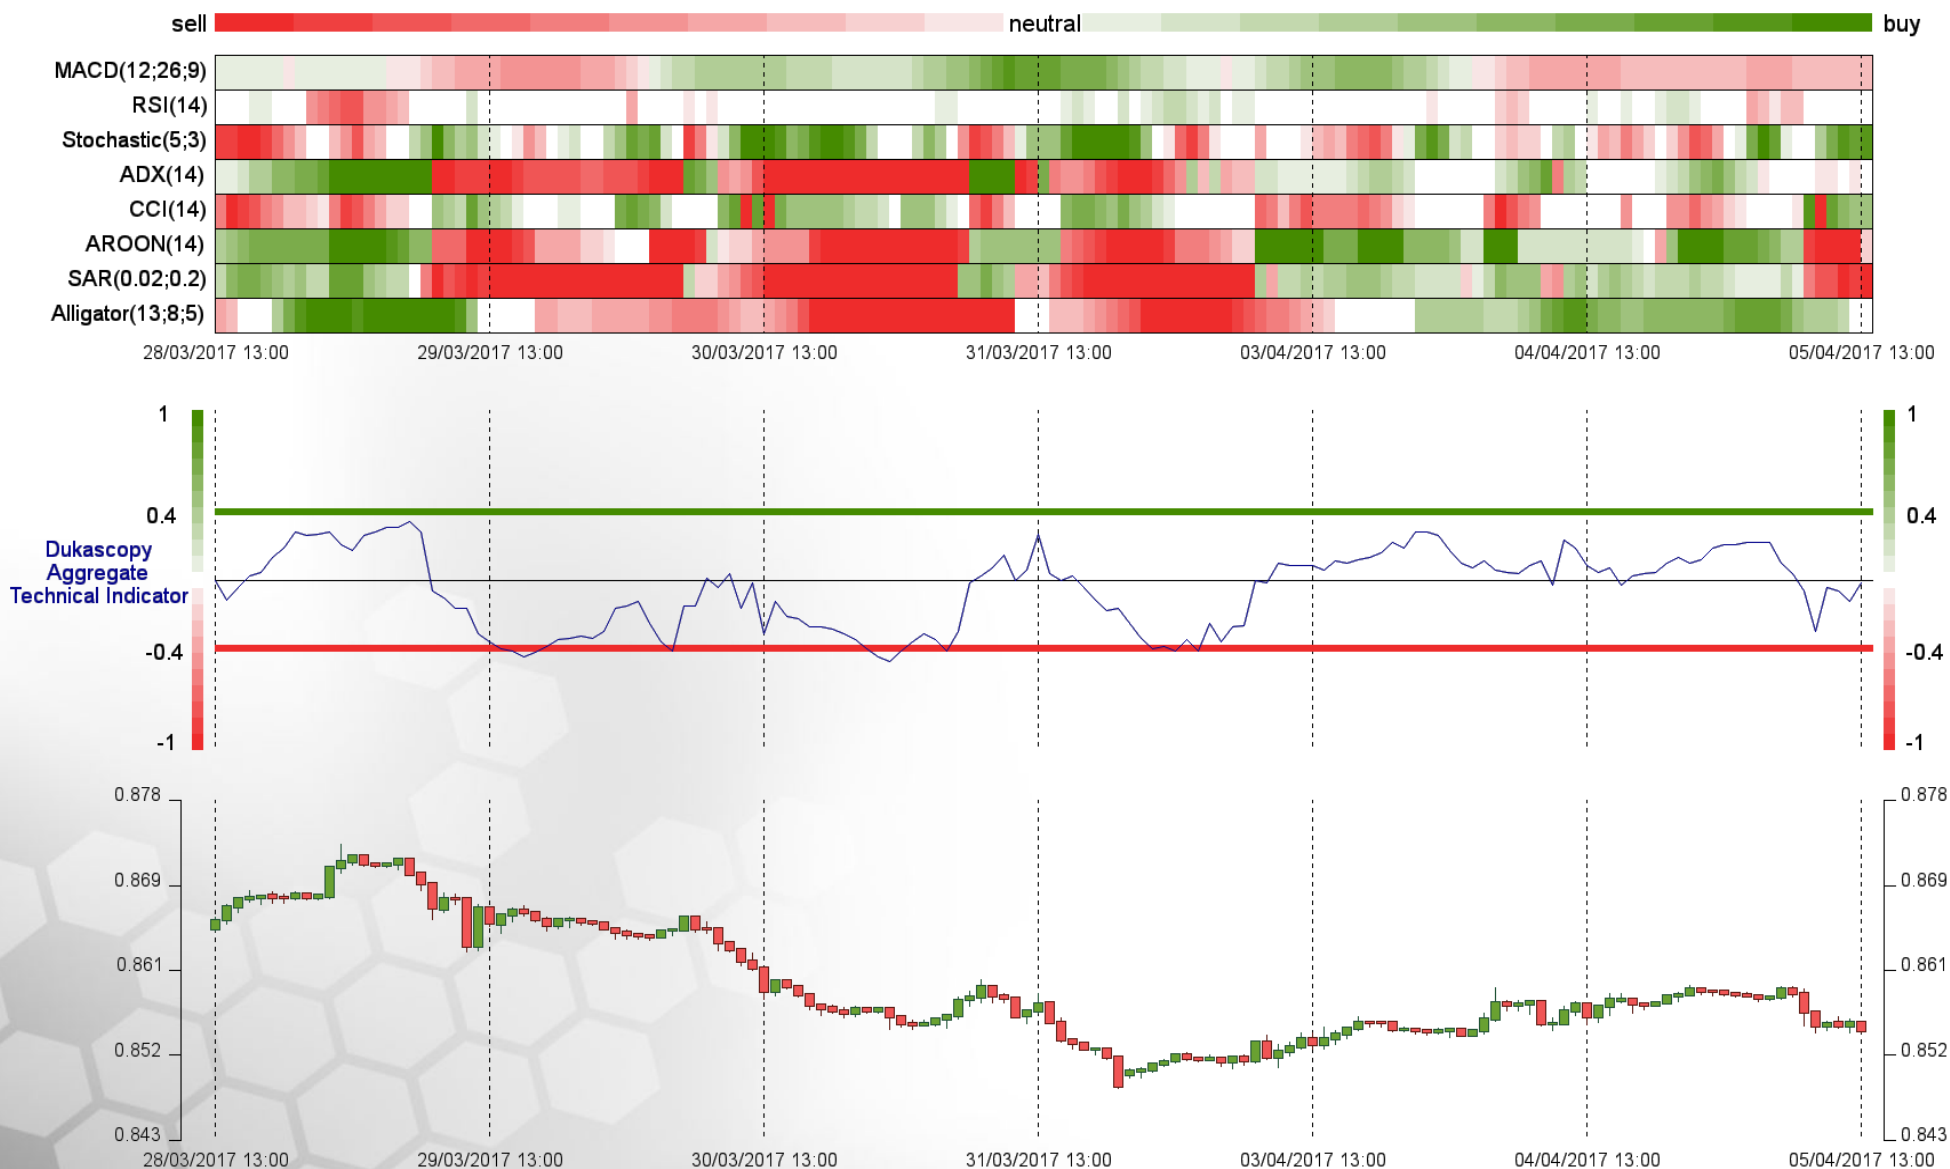 sell neutral buy
MACD(12;26;9)
RSI(14)
Stochastic(5;3)
ADX(14)
CCI(14)
AROON(14)
SAR(0.02;0.2)
Alligator(13;8;5)
28/03/2017 13:00 29/03/2017 13:00 30/03/2017 13:00 31/03/2017 13:00 03/04/2017 13:00 04/04/2017 13:00 05/04/2017 13:00
1 1
0.4 0.4
Dukascopy
Aggregate
Technical Indicator
-0.4 -0.4
-1 -1
0.878 0.878
0.869 0.869
0.861 0.861
0.852 0.852
0.843 0.843
28/03/2017 13:00 29/03/2017 13:00 30/03/2017 13:00 31/03/2017 13:00 03/04/2017 13:00 04/04/2017 13:00 05/04/2017 13:00